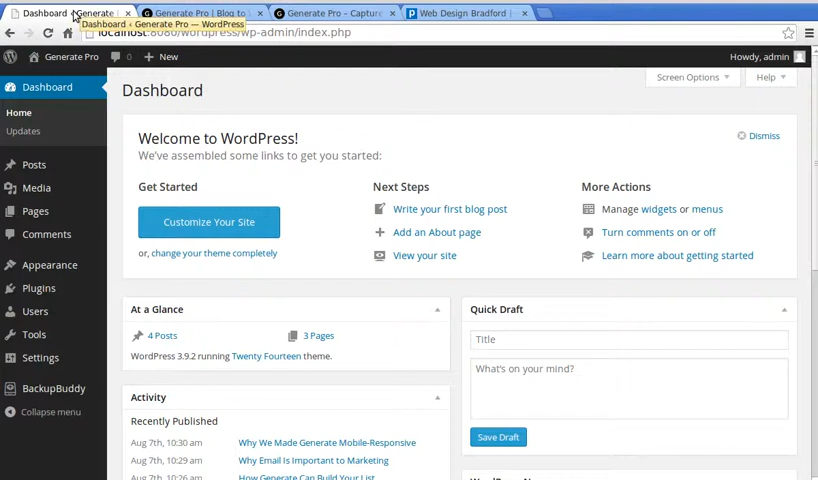 Dashboard ‹ Generate Generate Pro | Blog to Generate Pro – Captur Web Design Bradford |
Dashboard ‹ Generate Pro — WordPress
localhost:8080/wordpress/wp-admin/index.php
Generate Pro 0 + New Howdy, admin
Dashboard
Home
Updates
Posts
Media
Pages
Comments
Appearance
Plugins
Users
Tools
Settings
BackupBuddy
Collapse menu
Screen Options Help
Dashboard
Welcome to WordPress!
Dismiss
We've assembled some links to get you started:
Get Started
Customize Your Site
or, change your theme completely
Next Steps
Write your first blog post
Add an About page
View your site
More Actions
Manage widgets or menus
Turn comments on or off
Learn more about getting started
At a Glance
4 Posts 3 Pages
WordPress 3.9.2 running Twenty Fourteen theme.
Activity
Recently Published
Aug 7th, 10:30 am Why We Made Generate Mobile-Responsive
Aug 7th, 10:29 am Why Email Is Important to Marketing
Aug 7th, 10:26 am How Generate Can Build Your List
Quick Draft
Title
What's on your mind?
Save Draft